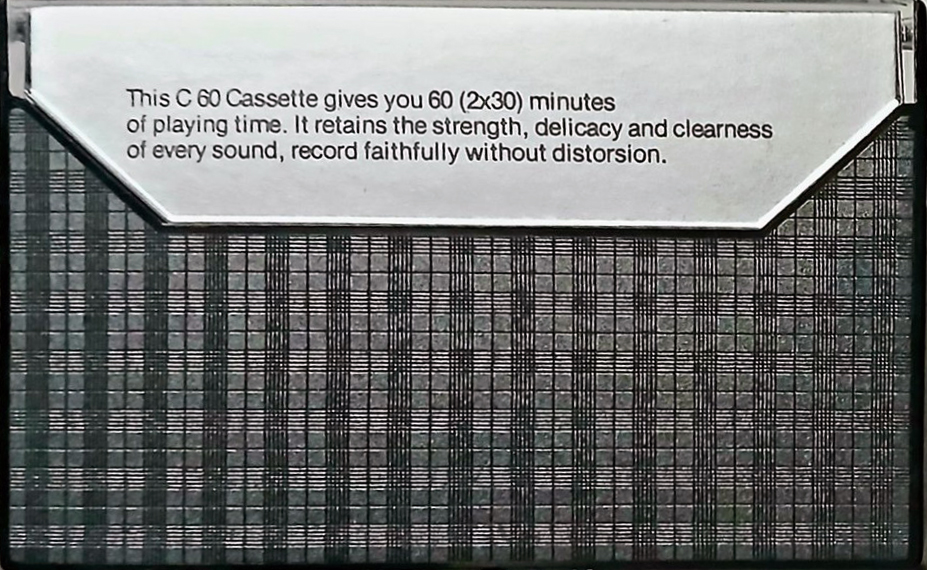 This C 60 Cassette gives you 60 (2x30) minutes
of playing time. It retains the strength, delicacy and clearness
of every sound, record faithfully without distorsion.